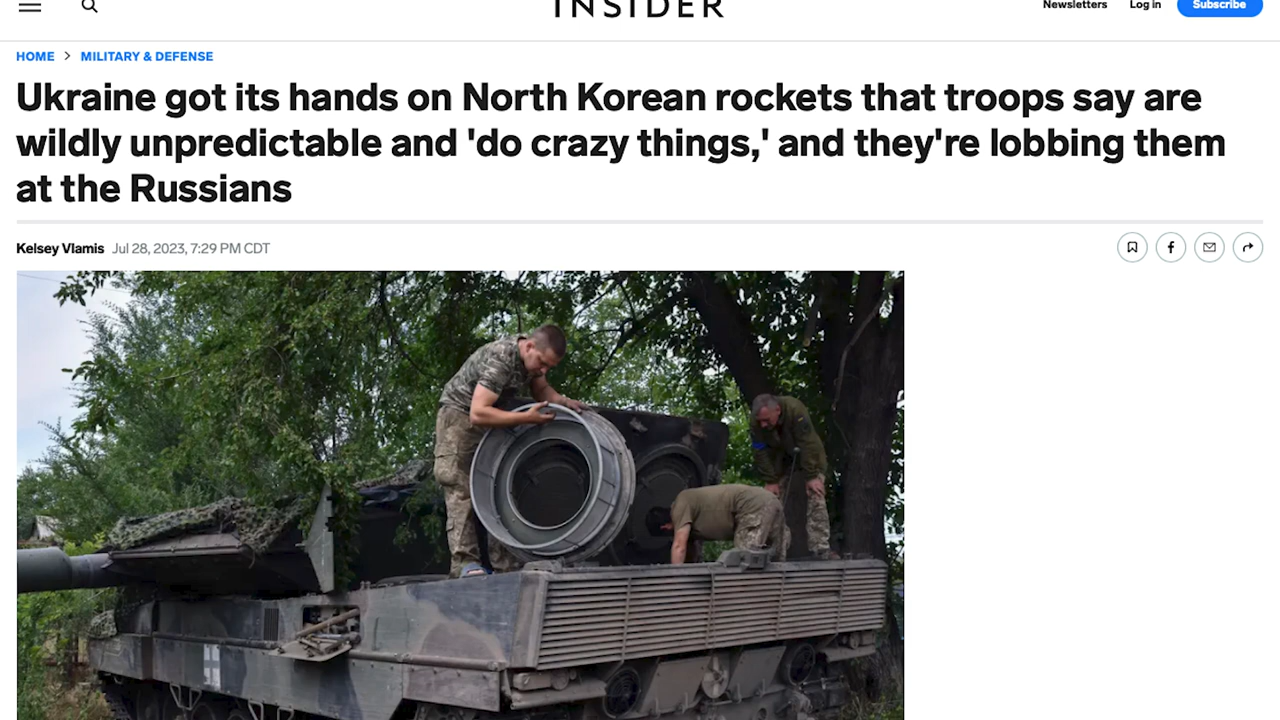 INSIDER
Newsletters
Log in
Subscribe
HOME > MILITARY & DEFENSE
Ukraine got its hands on North Korean rockets that troops say are
wildly unpredictable and 'do crazy things,' and they're lobbing them
at the Russians
Kelsey Vlamis Jul 28, 2023, 7:29 PM CDT